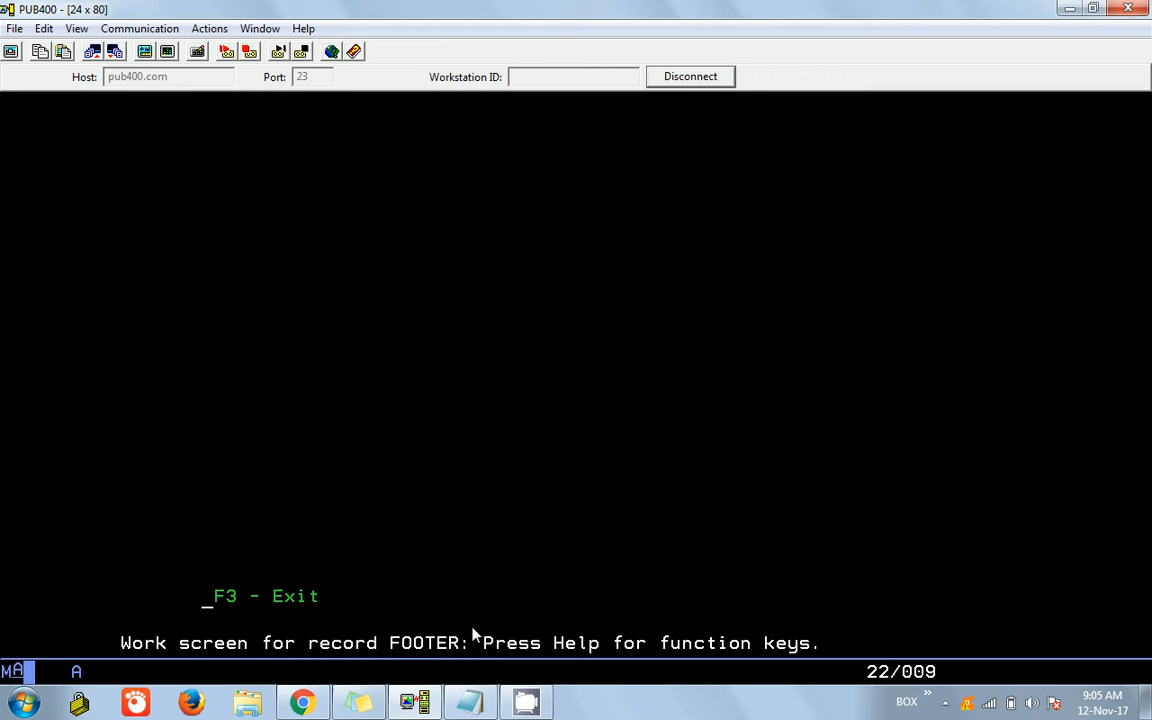 PUB400 - [24 x 80]
File Edit View Communication Actions Window Help
Host: pub400.com Port: 23 Workstation ID: Disconnect
F3 - Exit
Work screen for record FOOTER: Press Help for function keys.
MA A 22/009
BOX 9:05 AM
12-Nov-17